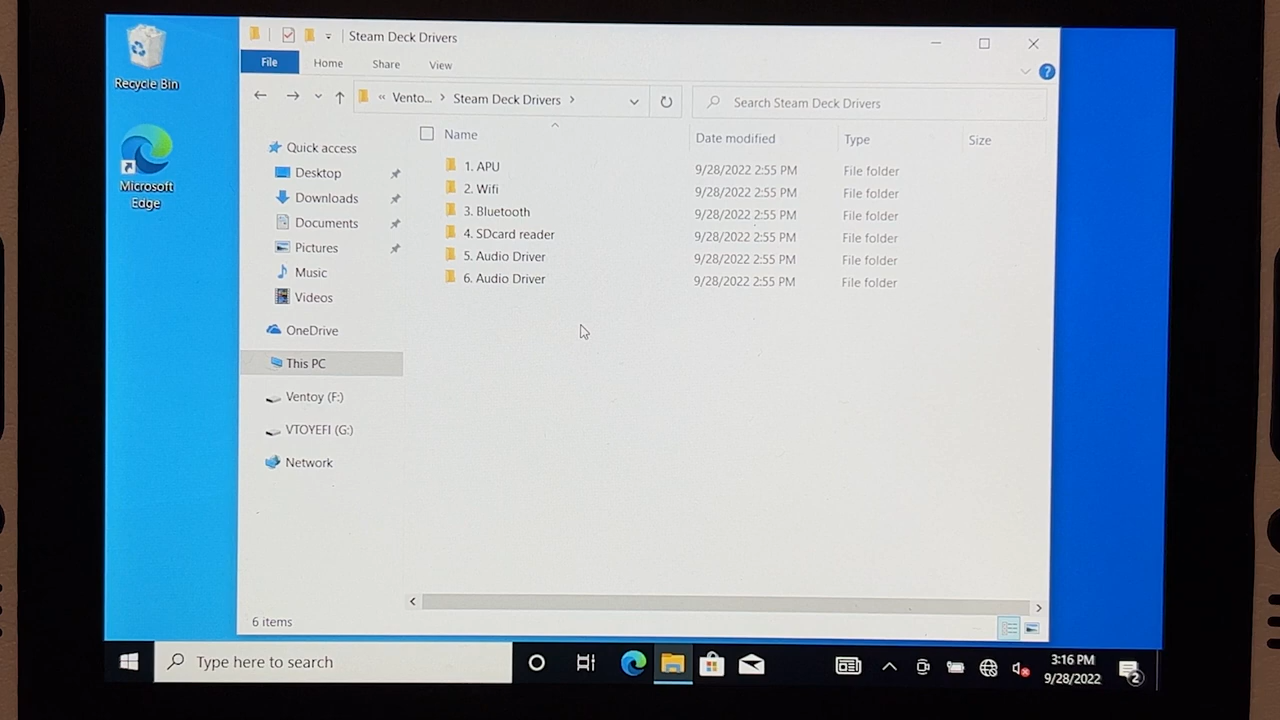 Steam Deck Drivers
File Home Share View
?
« Vento... > Steam Deck Drivers > Search Steam Deck Drivers
Recycle Bin
Microsoft
Edge
Quick access
Desktop
Downloads
Documents
Pictures
Music
Videos
OneDrive
This PC
Ventoy (F:)
VTOYEFI (G:)
Network
Name Date modified Type Size
1. APU 9/28/2022 2:55 PM File folder
2. Wifi 9/28/2022 2:55 PM File folder
3. Bluetooth 9/28/2022 2:55 PM File folder
4. SDcard reader 9/28/2022 2:55 PM File folder
5. Audio Driver 9/28/2022 2:55 PM File folder
6. Audio Driver 9/28/2022 2:55 PM File folder
6 items
Type here to search
3:16 PM
9/28/2022
2